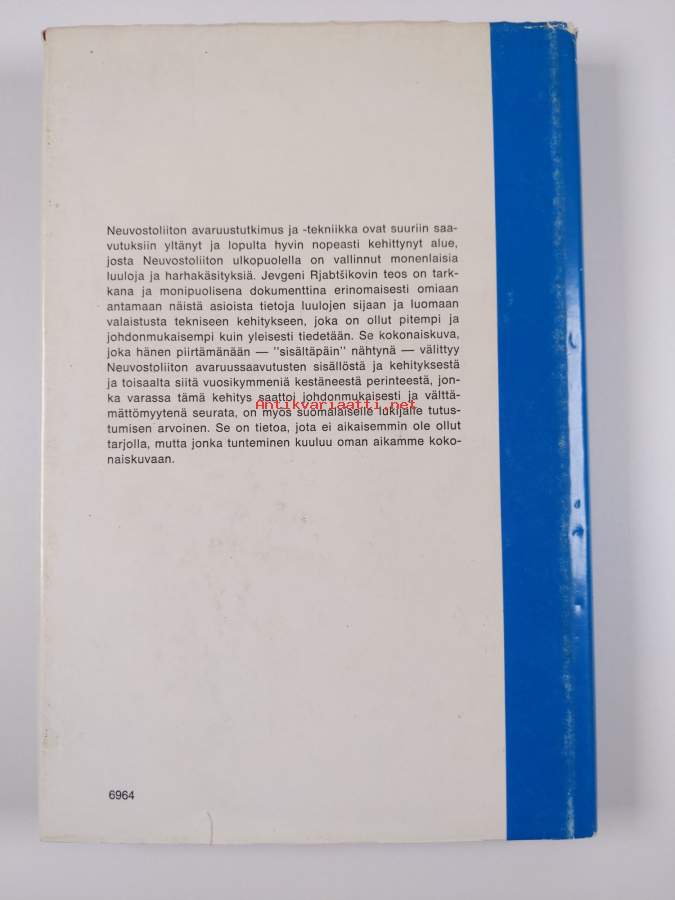 Neuvostoliiton avaruustutkimus ja -tekniikka ovat suuriin saa-
vutuksiin yltänyt ja lopulta hyvin nopeasti kehittynyt alue,
josta Neuvostoliiton ulkopuolella on vallinnut monenlaisia
luuloja ja harhakäsityksiä. Jevgeni Rjabtšikovin teos on tark-
kana ja monipuolisena dokumenttina erinomaisesti omiaan
antamaan näistä asioista tietoja luulojen sijaan ja luomaan
valaistusta tekniseen kehitykseen, joka on ollut pitempi ja
johdonmukaisempi kuin yleisesti tiedetään. Se kokonaiskuva,
joka hänen piirtämänään — "sisältäpäin" nähtynä — välittyy
Neuvostoliiton avaruussaavutusten sisällöstä ja kehityksestä
ja toisaalta siitä vuosikymmeniä kestäneestä perinteestä, jon-
ka varassa tämä kehitys saattoi johdonmukaisesti ja välttä-
Antikvariaatti.net
mättömyytenä seurata, on myös suomalaiselle lukijalle tutus-
tumisen arvoinen. Se on tietoa, jota ei aikaisemmin ole ollut
tarjolla, mutta jonka tunteminen kuuluu oman aikamme koko-
naiskuvaan.
6964